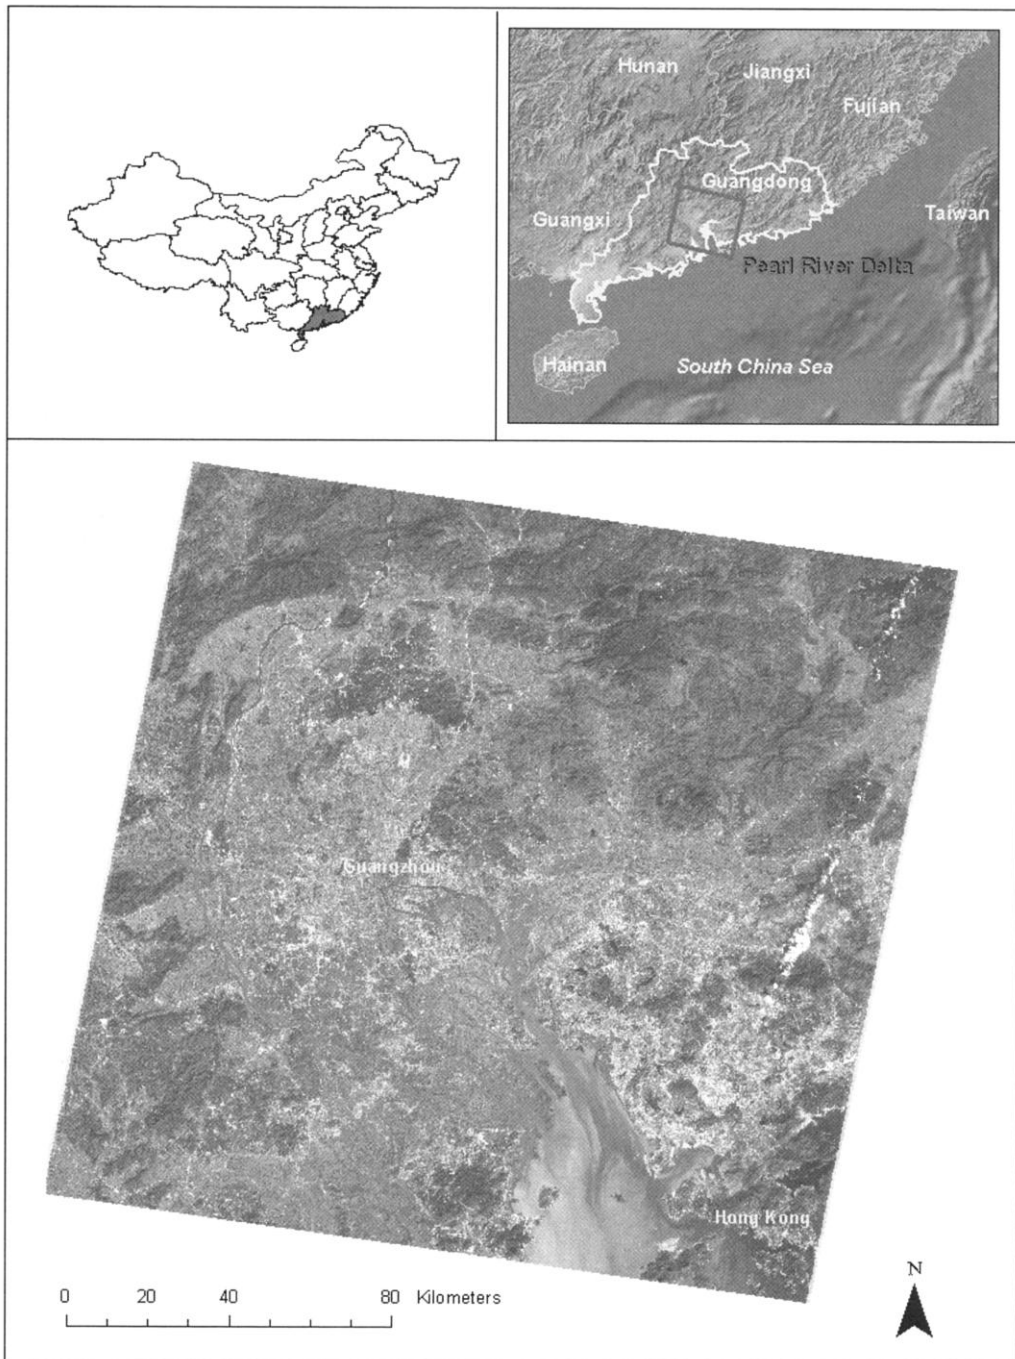 Hunan
Jiangxi
Fujian
Guangdong
Guangxi
Taiwan
Pearl River Delta
Hainan
South China Sea
Guangzhou
Hong Kong
0 20 40 80 Kilometers
N